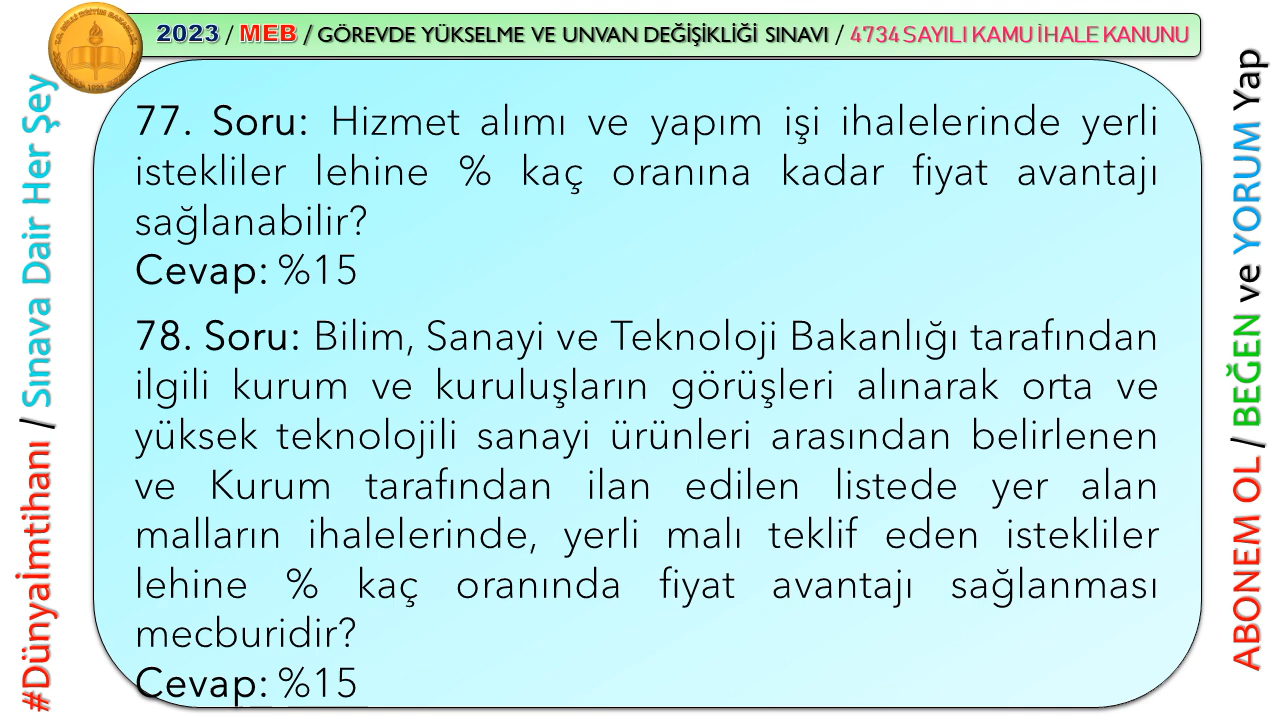 2023 / MEB / GÖREVDE YÜKSELME VE UNVAN DEĞİŞİKLİĞİ SINAVI / 4734 SAYILI KAMU İHALE KANUNU
77. Soru: Hizmet alımı ve yapım işi ihalelerinde yerli
istekliler lehine % kaç oranına kadar fiyat avantajı
sağlanabilir?
Cevap: %15
78. Soru: Bilim, Sanayi ve Teknoloji Bakanlığı tarafından
ilgili kurum ve kuruluşların görüşleri alınarak orta ve
yüksek teknolojili sanayi ürünleri arasından belirlenen
ve Kurum tarafından ilan edilen listede yer alan
malların ihalelerinde, yerli malı teklif eden istekliler
lehine % kaç oranında fiyat avantajı sağlanması
mecburidir?
Cevap: %15
#Dünyaimtihanı / Sınava Dair Her Şey
ABONEM OL / BEĞEN ve YORUM Yap